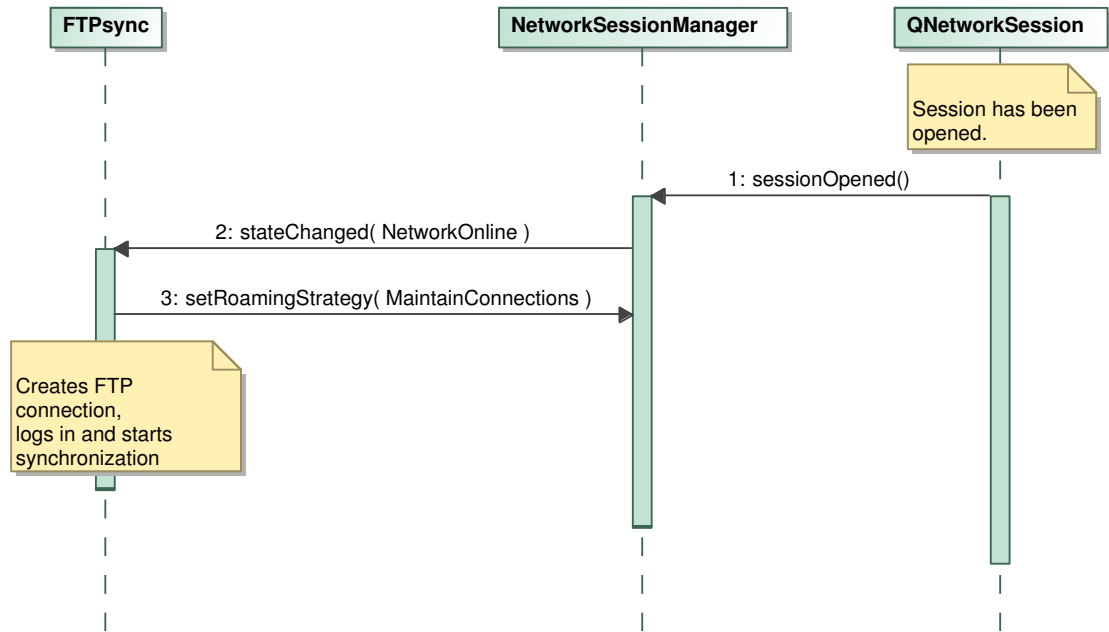 FTPsync
NetworkSessionManager
QNetworkSession
Session has been
opened.
1: sessionOpened()
2: stateChanged( NetworkOnline )
3: setRoamingStrategy( MaintainConnections )
Creates FTP
connection,
logs in and starts
synchronization